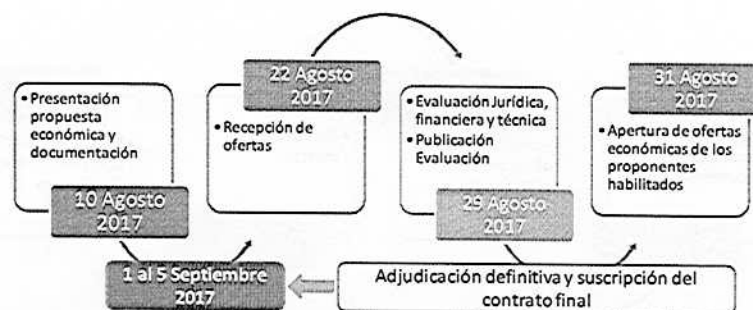 • Presentación
propuesta
económica y
documentación
10 Agosto
2017
22 Agosto
2017
• Recepción de
ofertas
• Evaluación Jurídica,
financiera y técnica
• Publicación
Evaluación
29 Agosto
2017
31 Agosto
2017
• Apertura de ofertas
económicas de los
proponentes
habilitados
1 al 5 Septiembre
2017
Adjudicación definitiva y suscripción del
contrato final